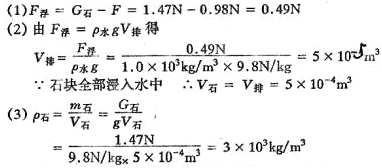 (1)F浮 = G石 - F = 1.47N - 0.98N = 0.49N
(2) 由 F浮 = ρ水gV排 得
V排 = F浮/ρ水g = 0.49N/1.0 × 10³kg/m³ × 9.8N/kg = 5 × 10⁻⁵m³
∵ 石块全部浸入水中 ∴V石 = V排 = 5 × 10⁻⁴m³
(3) ρ石 = m石/V石 = G石/gV石
= 1.47N/9.8N/kg× 5 × 10⁻⁴m³ = 3 × 10³kg/m³